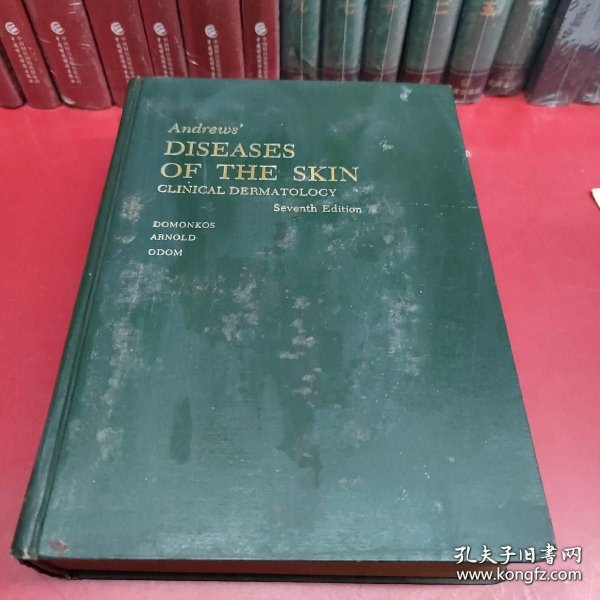 Andrews'
DISEASES
OF THE SKIN
CLINICAL DERMATOLOGY
Seventh Edition
DOMONKOS
ARNOLD
ODOM
孔夫子旧书网
www.kongfz.com